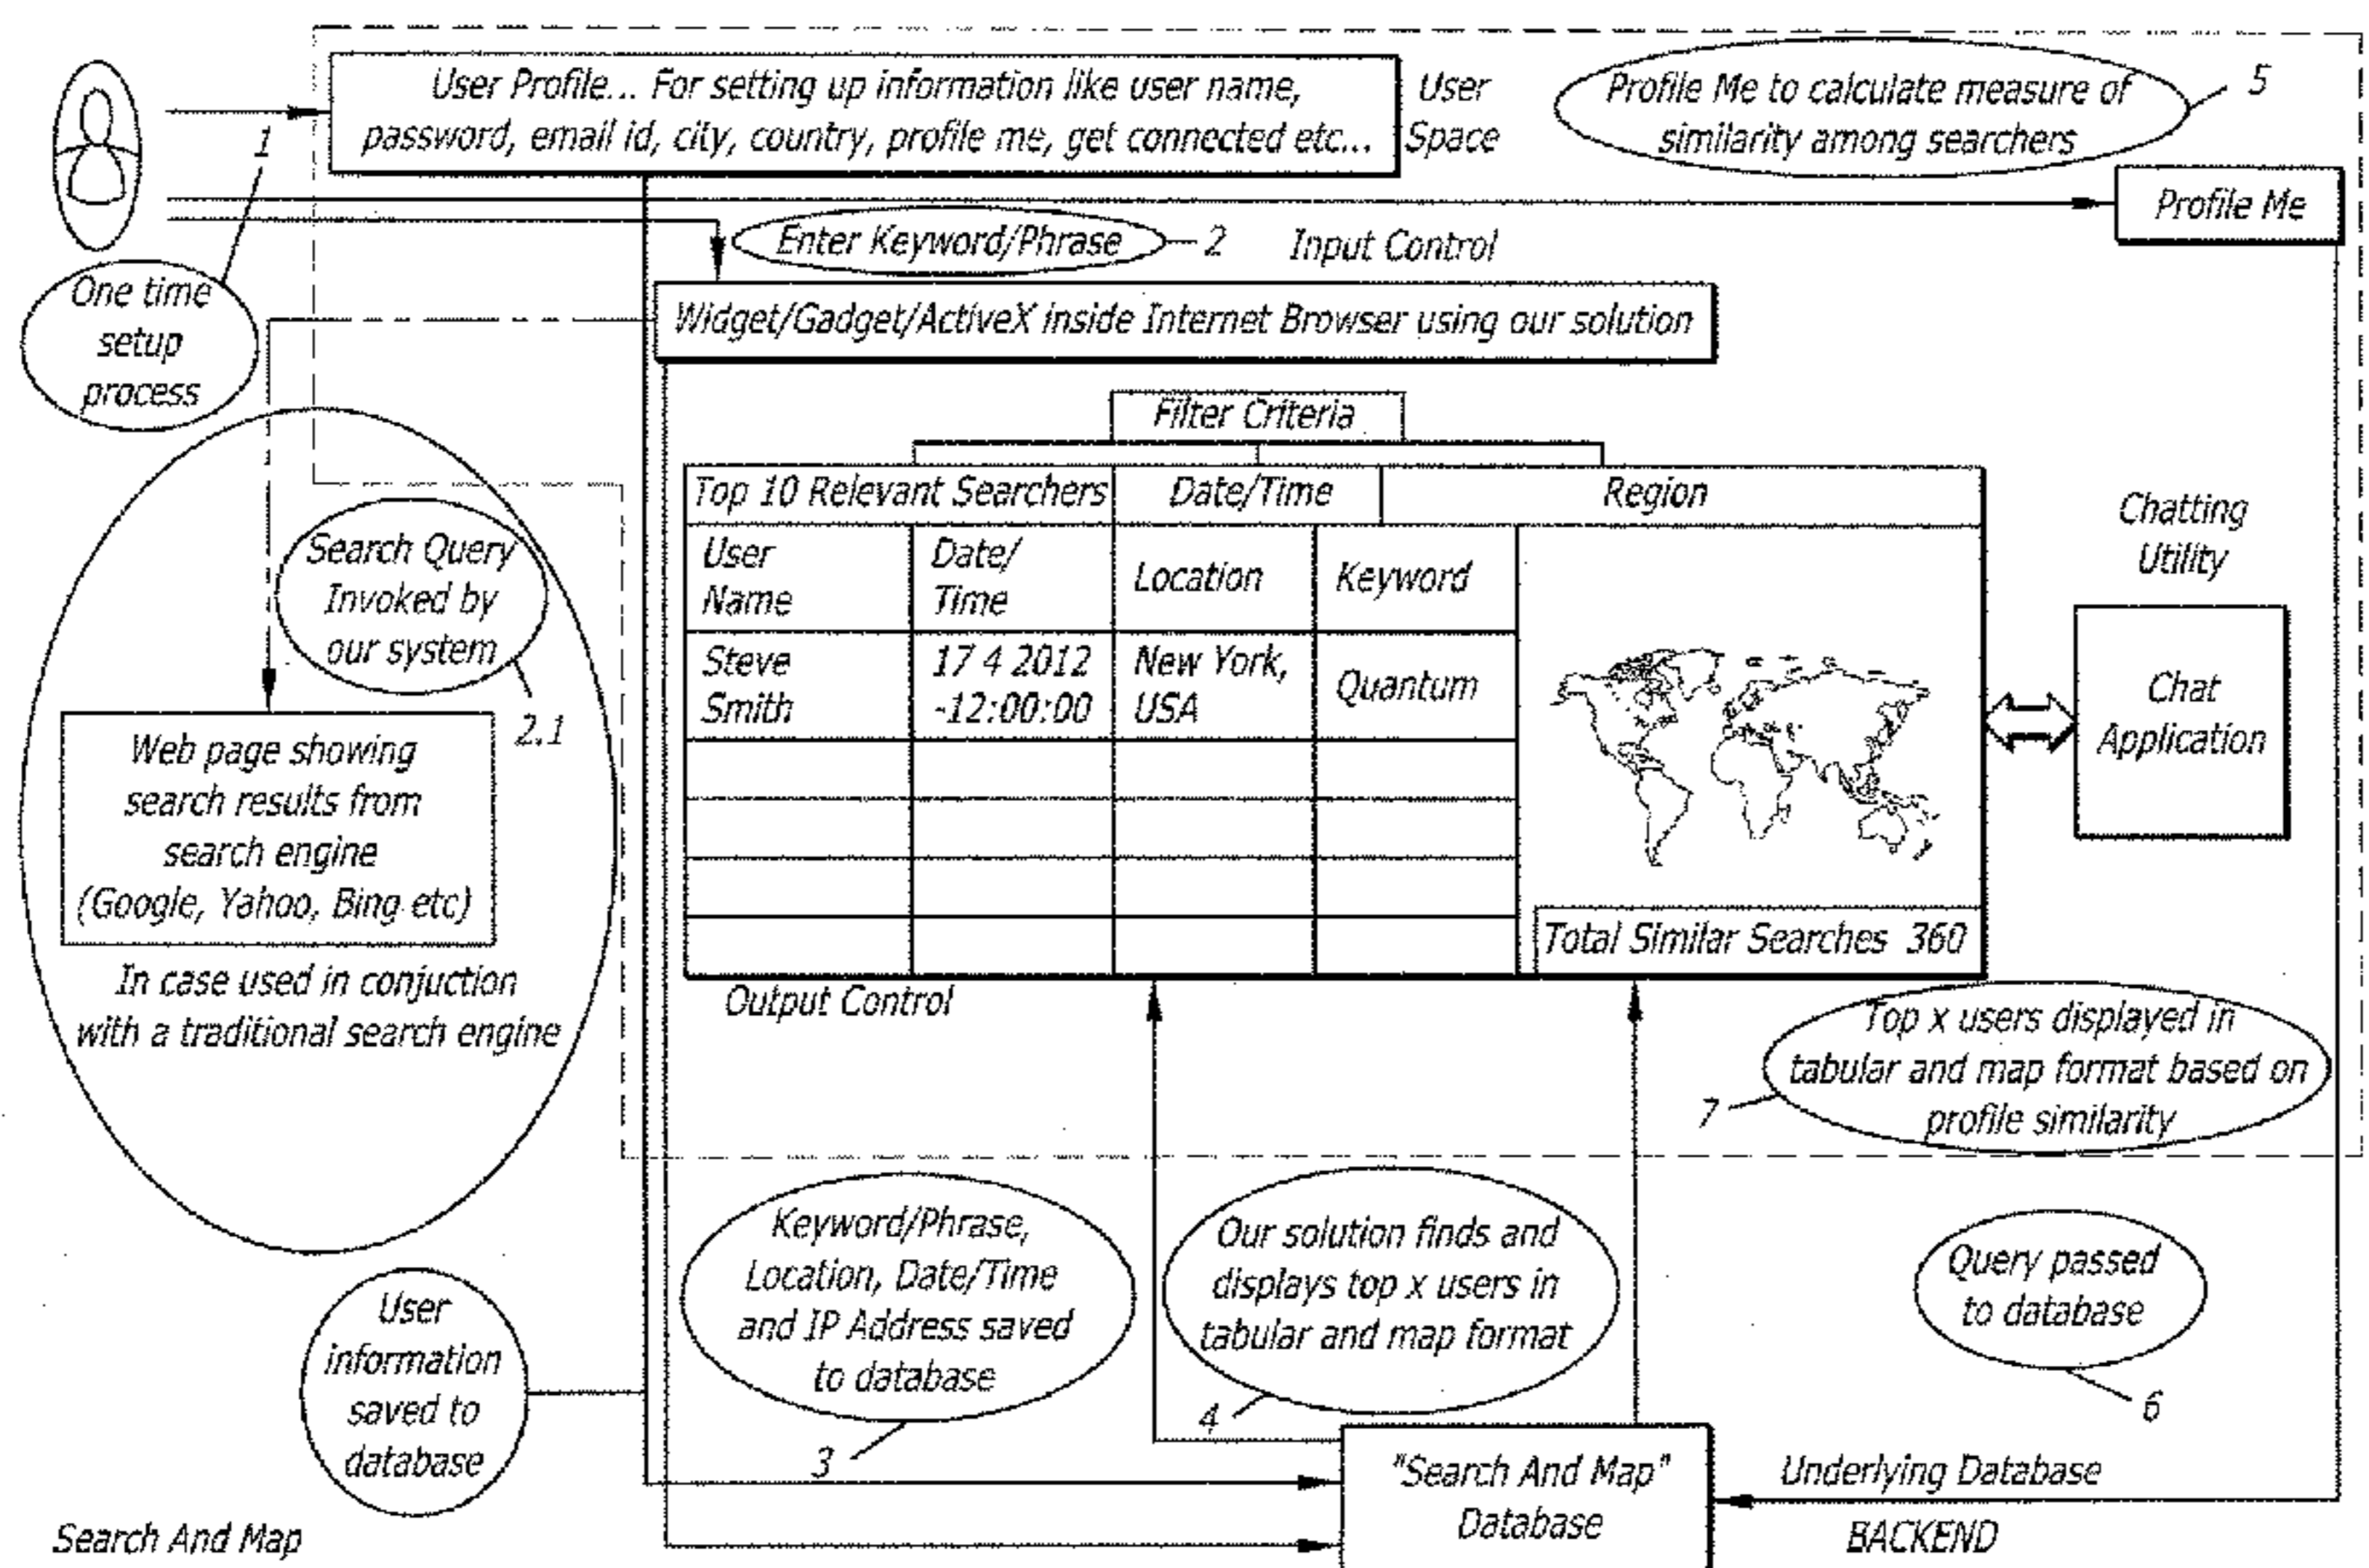 User Profile... For setting up information like user name,
password, email id, city, country, profile me, get connected etc...
User
Space
Profile Me to calculate measure of
similarity among searchers
5
1
Profile Me
Enter Keyword/Phrase
2
Input Control
One time
setup
process
Widget/Gadget/ActiveX inside Internet Browser using our solution
Filter Criteria
Top 10 Relevant Searchers
Date/Time
Region
User
Name
Date/
Time
Location
Keyword
Steve
Smith
17 4 2012
-12:00:00
New York,
USA
Quantum
Total Similar Searches 360
Output Control
Chatting
Utility
Chat
Application
Search Query
Invoked by
our system
2.1
Web page showing
search results from
search engine
(Google, Yahoo, Bing etc)
In case used in conjuction
with a traditional search engine
Top x users displayed in
tabular and map format based on
profile similarity
7
Keyword/Phrase,
Location, Date/Time
and IP Address saved
to database
3
Our solution finds and
displays top x users in
tabular and map format
4
Query passed
to database
6
User
information
saved to
database
"Search And Map"
Database
Underlying Database
BACKEND
Search And Map